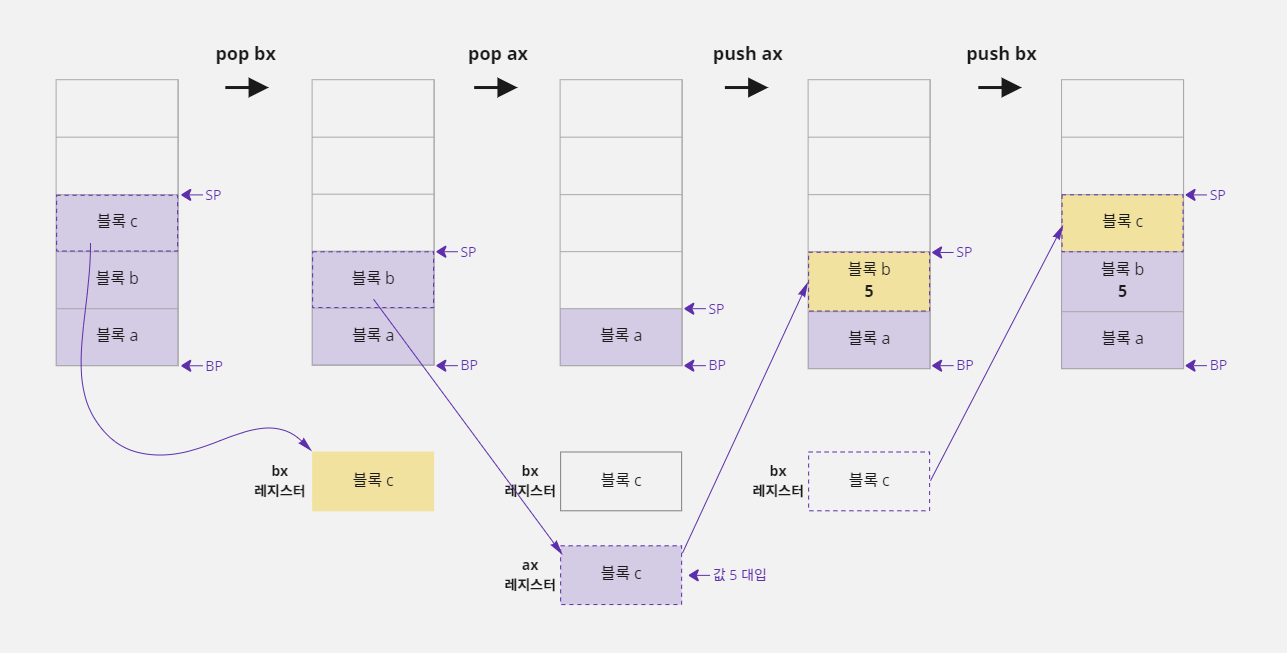 pop bx
pop ax
push ax
push bx
블록 c
블록 b
블록 a
SP
BP
블록 b
블록 a
SP
BP
블록 a
SP
BP
블록 b
5
블록 a
SP
BP
블록 c
블록 b
5
블록 a
SP
BP
bx
레지스터
블록 c
bx
레지스터
블록 c
bx
레지스터
블록 c
ax
레지스터
블록 c
값 5 대입